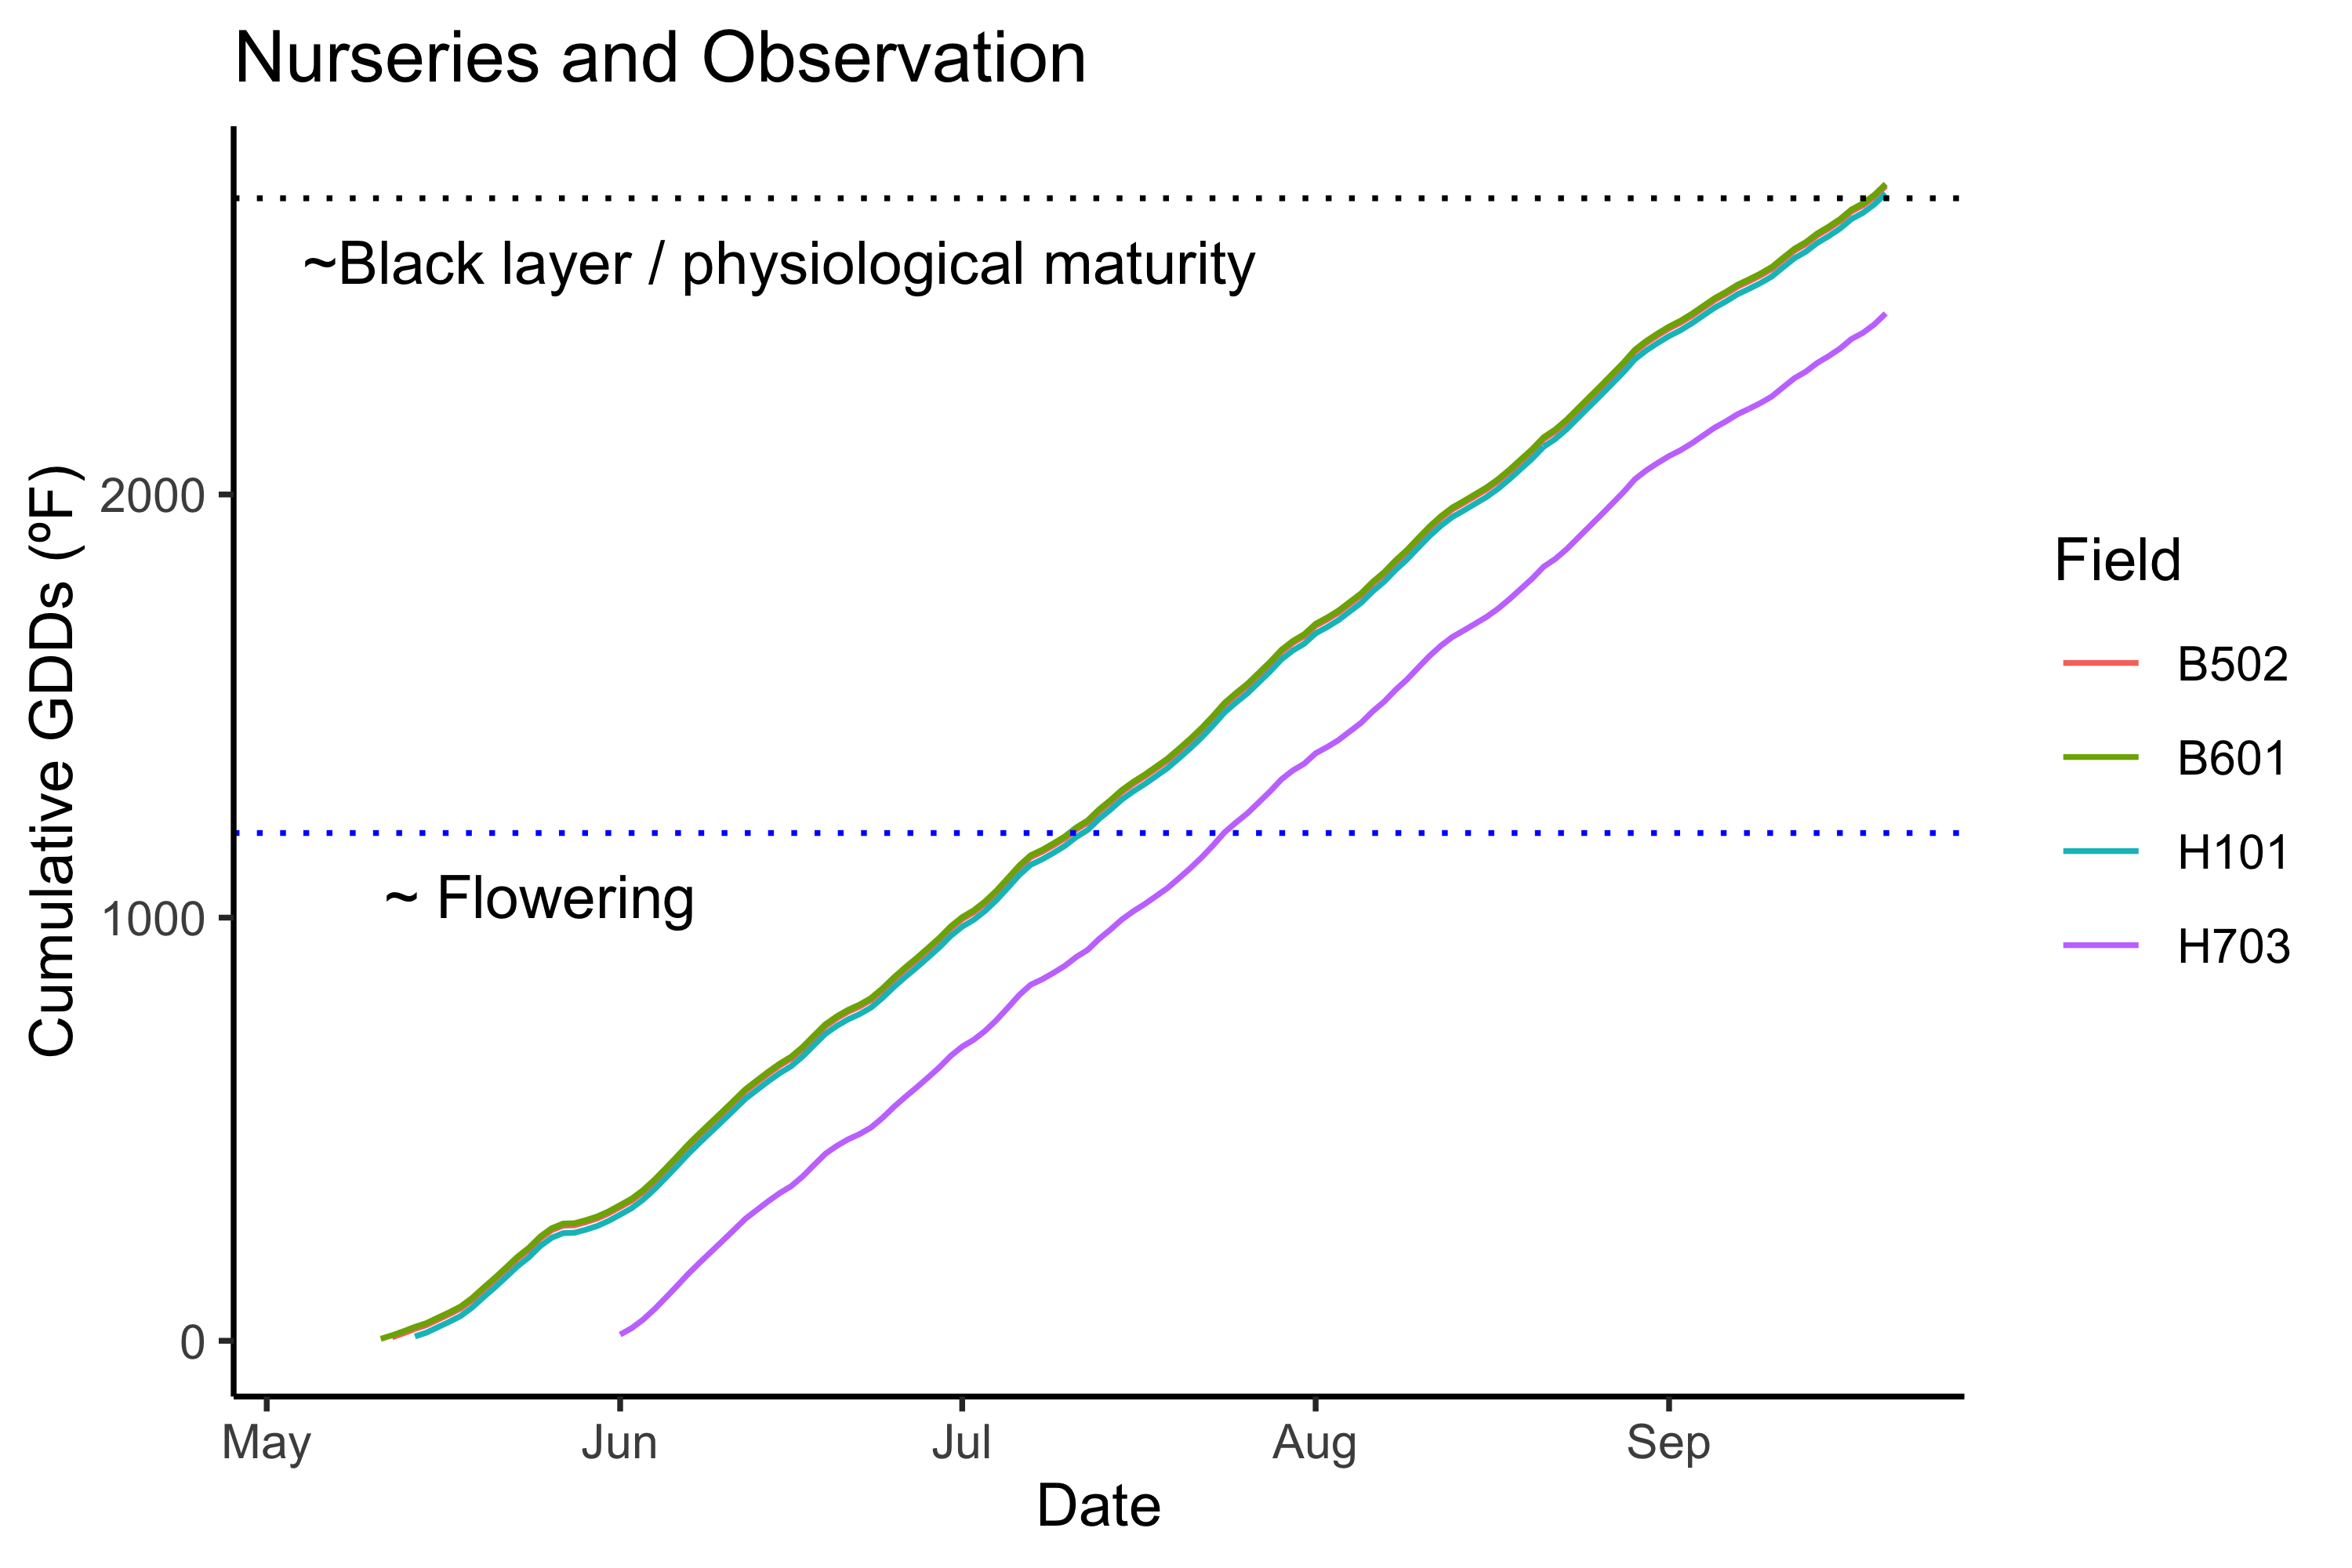 Nurseries and Observation
~Black layer / physiological maturity
~ Flowering
Cumulative GDDs (ºF)
2000
1000
0
May
Jun
Jul
Aug
Sep
Date
Field
B502
B601
H101
H703